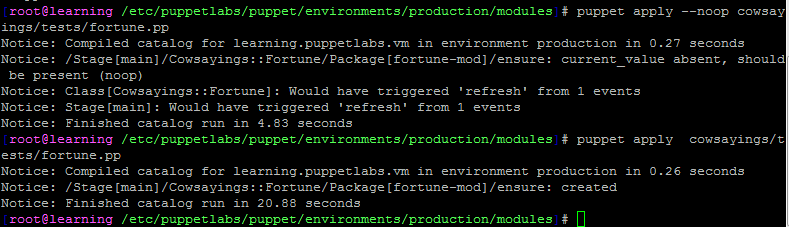 [root@learning /etc/puppetlabs/puppet/environments/production/modules]# puppet apply --noop cowsay
ings/tests/fortune.pp
Notice: Compiled catalog for learning.puppetlabs.vm in environment production in 0.27 seconds
Notice: /Stage[main]/Cowsayings::Fortune/Package[fortune-mod]/ensure: current_value absent, should
 be present (noop)
Notice: Class[Cowsayings::Fortune]: Would have triggered 'refresh' from 1 events
Notice: Stage[main]: Would have triggered 'refresh' from 1 events
Notice: Finished catalog run in 4.83 seconds
[root@learning /etc/puppetlabs/puppet/environments/production/modules]# puppet apply  cowsayings/t
ests/fortune.pp
Notice: Compiled catalog for learning.puppetlabs.vm in environment production in 0.26 seconds
Notice: /Stage[main]/Cowsayings::Fortune/Package[fortune-mod]/ensure: created
Notice: Finished catalog run in 20.88 seconds
[root@learning /etc/puppetlabs/puppet/environments/production/modules]#